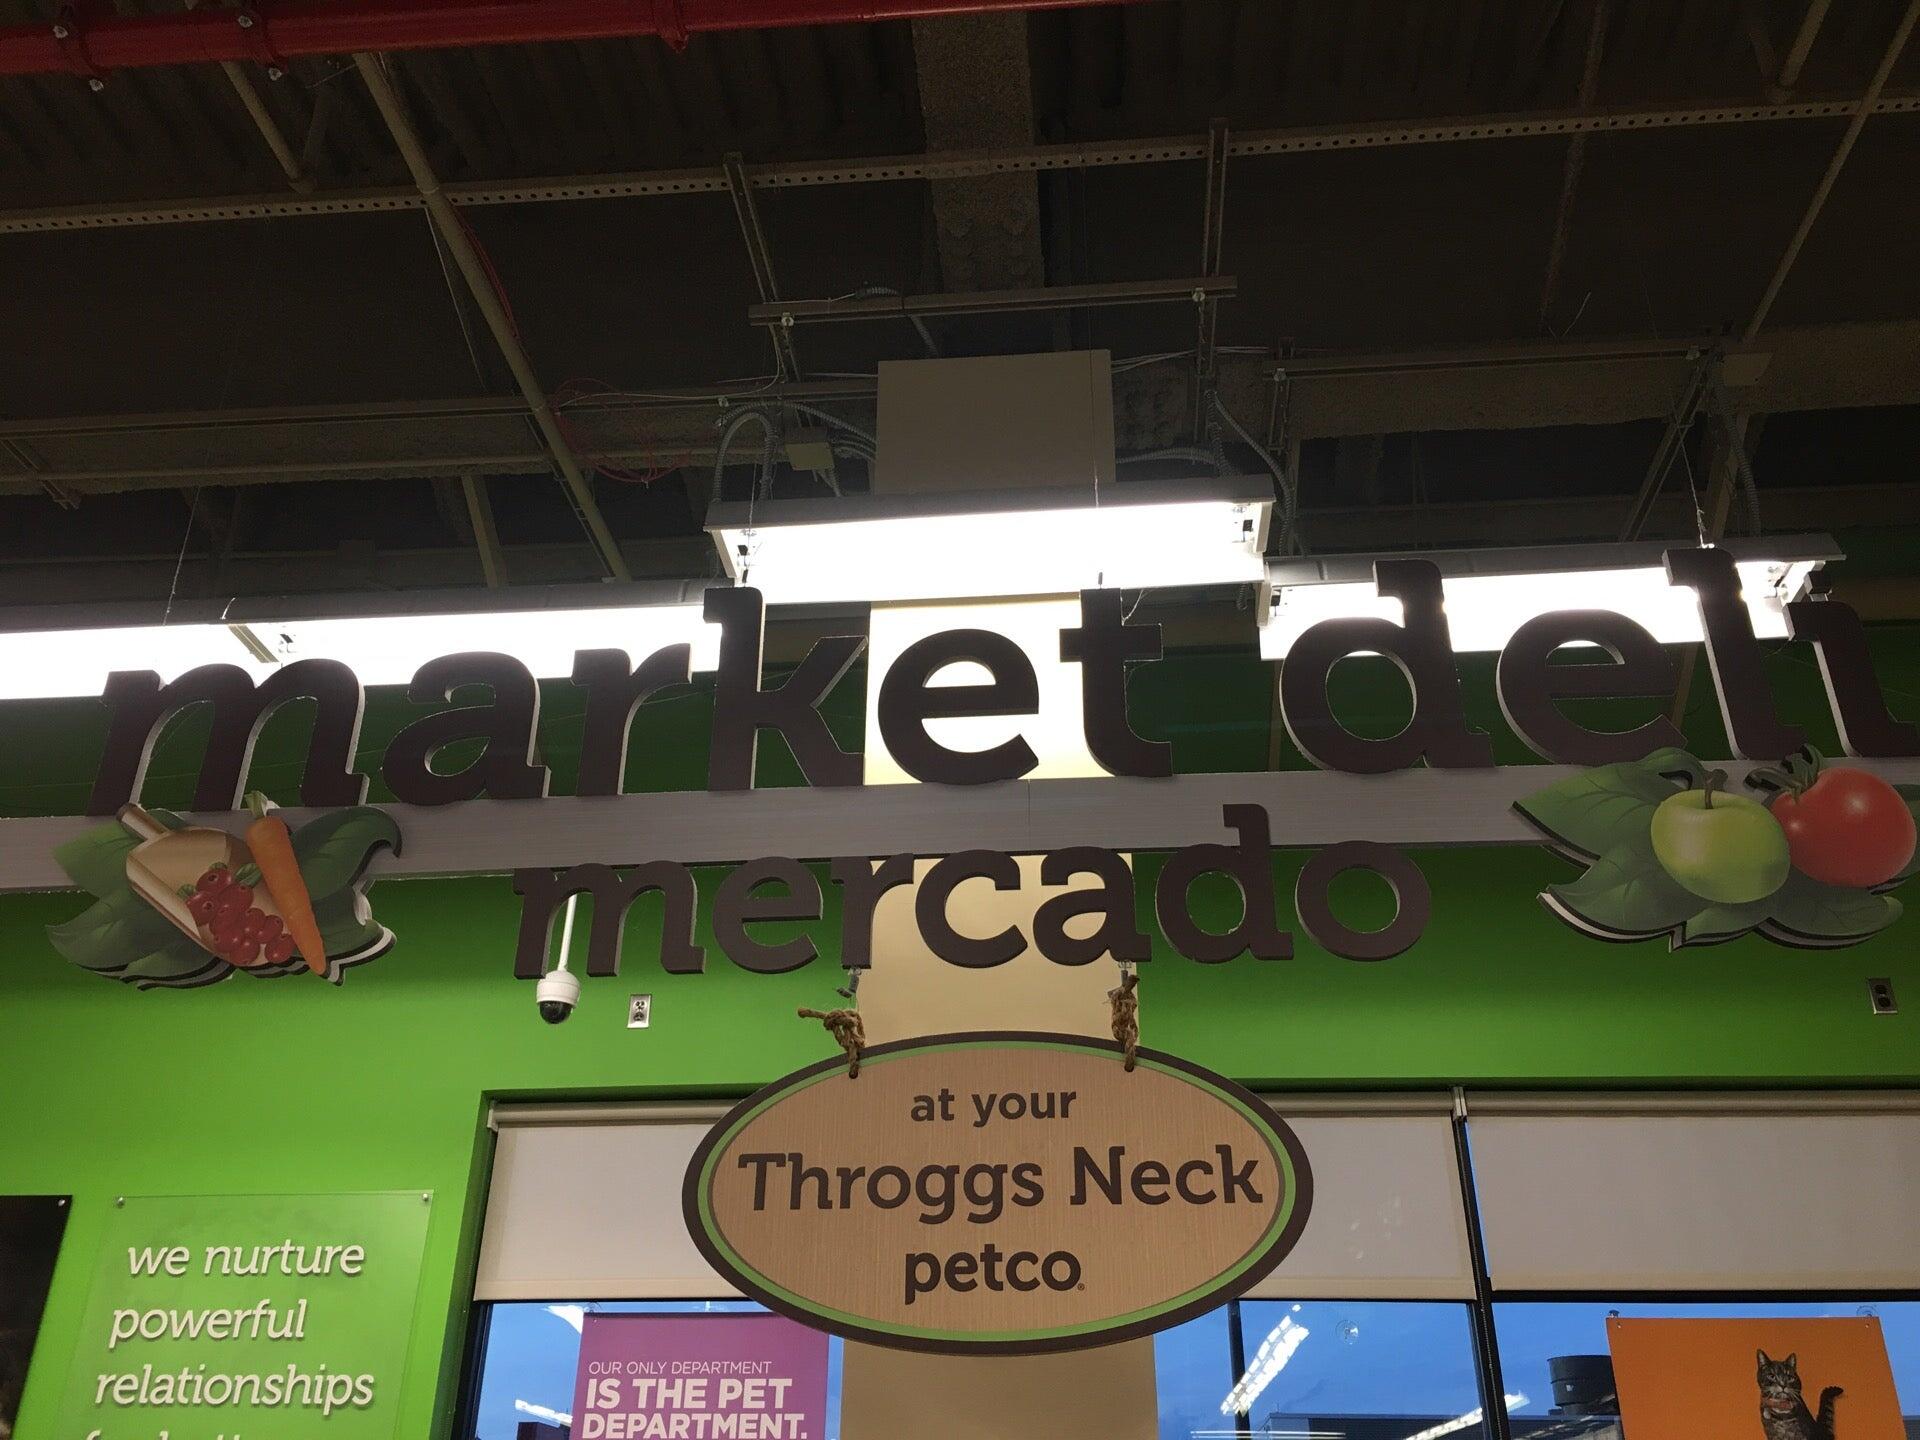 market deli
mercado
at your
Throggs Neck
petco
we nurture
powerful
relationships
OUR ONLY DEPARTMENT
IS THE PET
DEPARTMENT.